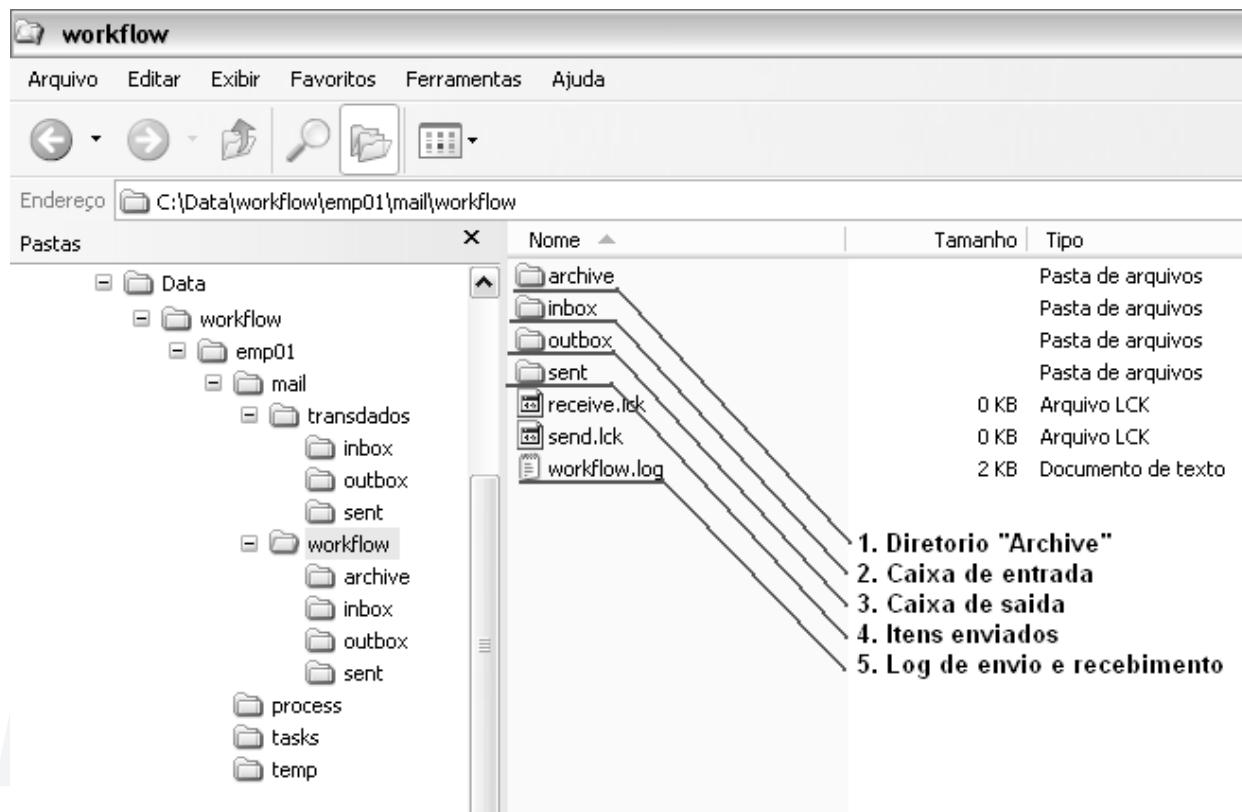 workflow
Arquivo Editar Exibir Favoritos Ferramentas Ajuda
Endereço C:\Data\workflow\emp01\mail\workflow
Pastas
Data
workflow
emp01
mail
transdados
inbox
outbox
sent
workflow
archive
inbox
outbox
sent
process
tasks
temp
Nome Tamanho Tipo
archive Pasta de arquivos
inbox Pasta de arquivos
outbox Pasta de arquivos
sent Pasta de arquivos
receive.lck 0 KB Arquivo LCK
send.lck 0 KB Arquivo LCK
workflow.log 2 KB Documento de texto
1. Diretorio "Archive"
2. Caixa de entrada
3. Caixa de saida
4. Itens enviados
5. Log de envio e recebimento